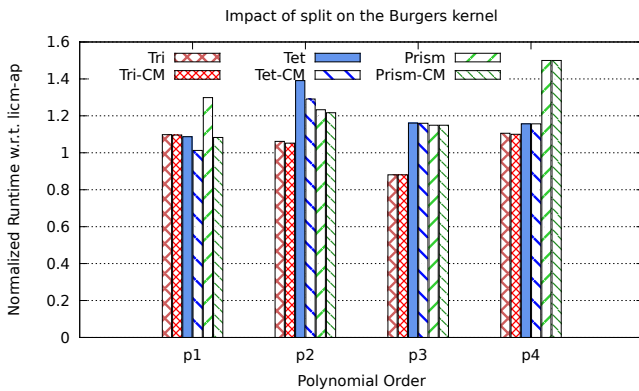 Impact of split on the Burgers kernel
Normalized Runtime w.r.t. licm-ap
1.6
1.4
1.2
1
0.8
0.6
0.4
0.2
0
Tri
Tri-CM
Tet
Tet-CM
Prism
Prism-CM
p1
p2
p3
p4
Polynomial Order